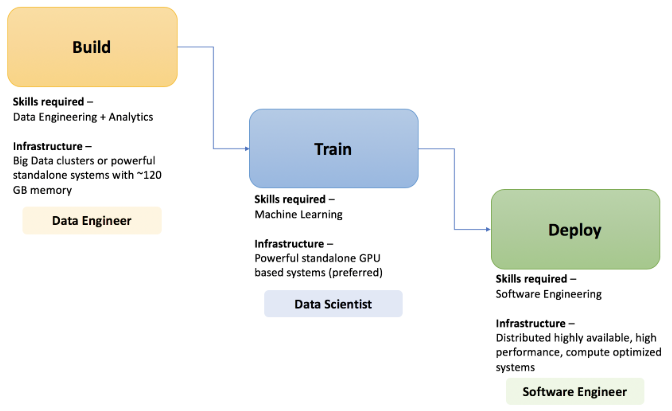 Build
Skills required –
Data Engineering + Analytics
Infrastructure –
Big Data clusters or powerful
standalone systems with ~120
GB memory
Data Engineer
Train
Skills required –
Machine Learning
Infrastructure –
Powerful standalone GPU
based systems (preferred)
Data Scientist
Deploy
Skills required –
Software Engineering
Infrastructure –
Distributed highly available, high
performance, compute optimized
systems
Software Engineer